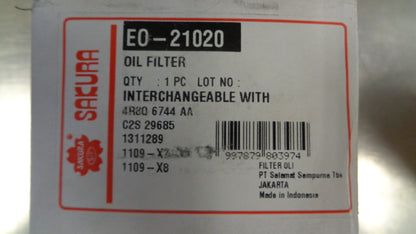 SAKURA
SAKURA
EO-21020
OIL FILTER
QTY : 1 PC LOT NO :
INTERCHANGEABLE WITH
6744 AA
C2S 29685
1311289
1109-
997879 803974
1109-X8
FILTER OLI
PT Selamat Sempurna Tbk
JAKARTA
Made in Indonesia